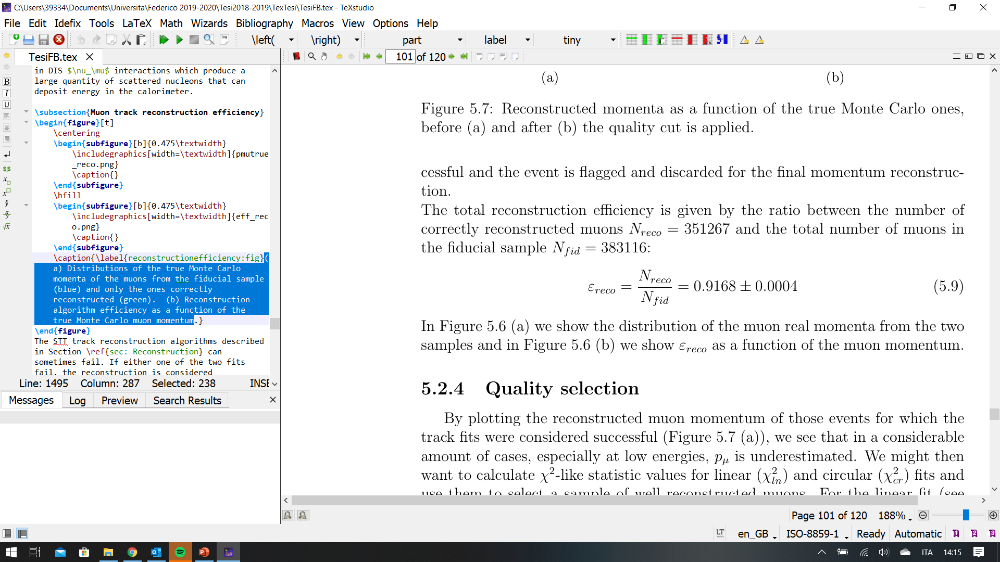 C:\Users\39334\Documents\Universita\Federico 2019-2020\Tesi2018-2019\TexTesi\TesiFB.tex - TeXstudio
File Edit Idefix Tools LaTeX Math Wizards Bibliography Macros View Options Help
\left( \right) part label tiny
TesiFB.tex
101 of 120
in DIS $\nu_\mu$ interactions which produce a
large quantity of scattered nucleons that can
deposit energy in the calorimeter.
\subsection{Muon track reconstruction efficiency}
\begin{figure}[t]
\centering
\begin{subfigure}[b]{0.475\textwidth}
\includegraphics[width=\textwidth]{pmutrue
_reco.png}
\caption{}
\end{subfigure}
\hfill
\begin{subfigure}[b]{0.475\textwidth}
\includegraphics[width=\textwidth]{eff_rec
o.png}
\caption{}
\end{subfigure}
\caption{\label{reconstructionefficiency:fig}(
a) Distributions of the true Monte Carlo
momenta of the muons from the fiducial sample
(blue) and only the ones correctly
reconstructed (green).  (b) Reconstruction
algorithm efficiency as a function of the
true Monte Carlo muon momentum.}
\end{figure}
The STT track reconstruction algorithms described
in Section \ref{sec: Reconstruction} can
sometimes fail. If either one of the two fits
fail, the reconstruction is considered
Line: 1495 Column: 287 Selected: 238 INSE
Messages Log Preview Search Results
(a) (b)
Figure 5.7: Reconstructed momenta as a function of the true Monte Carlo ones,
before (a) and after (b) the quality cut is applied.
cessful and the event is flagged and discarded for the final momentum reconstruc-
tion.
The total reconstruction efficiency is given by the ratio between the number of
correctly reconstructed muons N_{reco} = 351267 and the total number of muons in
the fiducial sample N_{fid} = 383116:
ε_{reco} = N_{reco} / N_{fid} = 0.9168 ± 0.0004 (5.9)
In Figure 5.6 (a) we show the distribution of the muon real momenta from the two
samples and in Figure 5.6 (b) we show ε_{reco} as a function of the muon momentum.
5.2.4 Quality selection
By plotting the reconstructed muon momentum of those events for which the
track fits were considered successful (Figure 5.7 (a)), we see that in a considerable
amount of cases, especially at low energies, p_μ is underestimated. We might then
want to calculate χ²-like statistic values for linear (χ²_{ln}) and circular (χ²_{cr}) fits and
use them to select a sample of well reconstructed muons. For the linear fit (see
Page 101 of 120 188%
LT en_GB ISO-8859-1 Ready Automatic 1 2 3
ITA 14:15